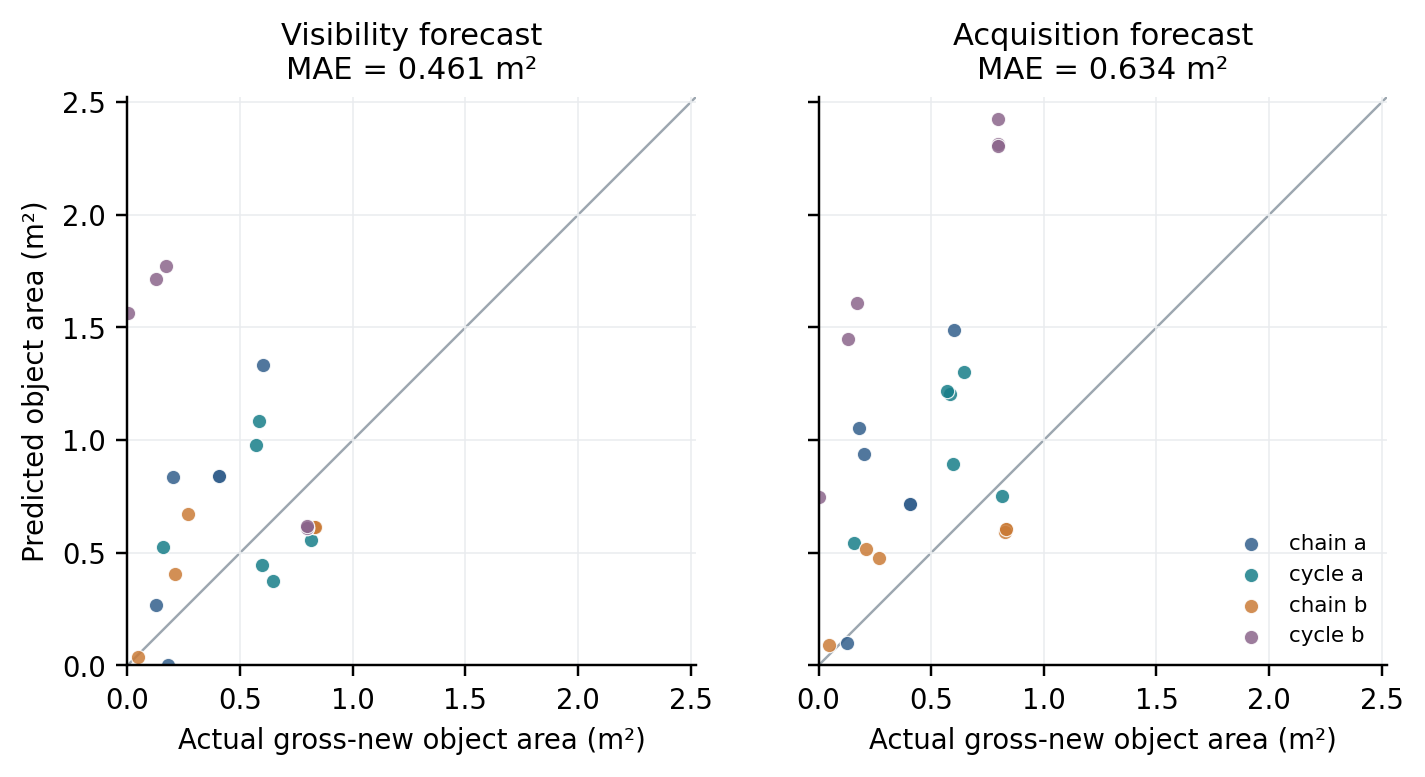 Visibility forecast
MAE = 0.461 m²
Acquisition forecast
MAE = 0.634 m²
Predicted object area (m²)
2.5
2.0
1.5
1.0
0.5
0.0
0.0 0.5 1.0 1.5 2.0 2.5
Actual gross-new object area (m²)
chain a
cycle a
chain b
cycle b
0.0 0.5 1.0 1.5 2.0 2.5
Actual gross-new object area (m²)